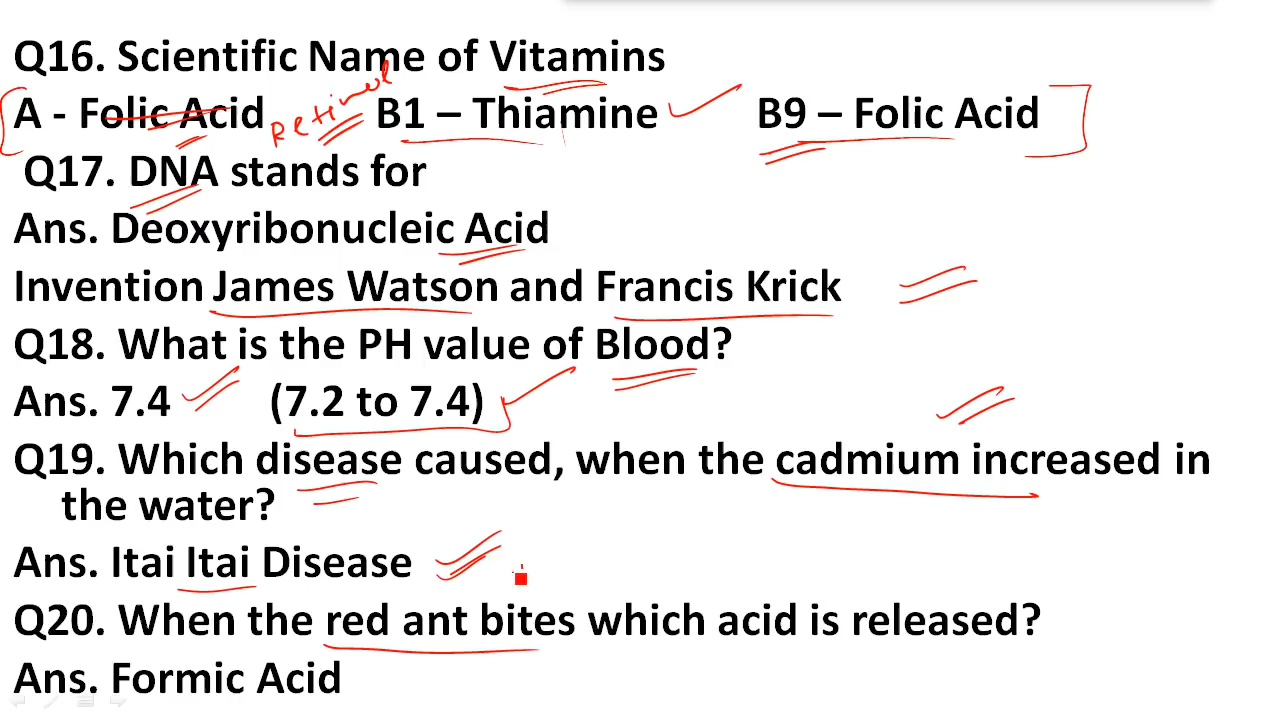 Q16. Scientific Name of Vitamins
A - Folic Acid Retinol B1 – Thiamine B9 – Folic Acid
Q17. DNA stands for
Ans. Deoxyribonucleic Acid
Invention James Watson and Francis Krick
Q18. What is the PH value of Blood?
Ans. 7.4 (7.2 to 7.4)
Q19. Which disease caused, when the cadmium increased in
the water?
Ans. Itai Itai Disease
Q20. When the red ant bites which acid is released?
Ans. Formic Acid